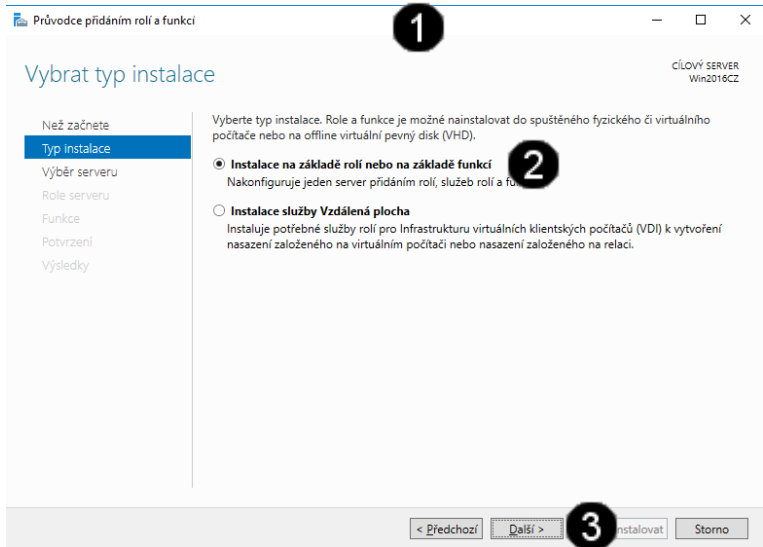 Průvodce přidáním rolí a funkcí
1
Vybrat typ instalace
CÍLOVÝ SERVER
Win2016CZ
Než začnete
Typ instalace
Výběr serveru
Role serveru
Funkce
Potvrzení
Výsledky
Vyberte typ instalace. Role a funkce je možné nainstalovat do spuštěného fyzického či virtuálního
počítače nebo na offline virtuální pevný disk (VHD).
Instalace na základě rolí nebo na základě funkcí
2
Nakonfiguruje jeden server přidáním rolí, služeb rolí a
Instalace služby Vzdálená plocha
Instaluje potřebné služby rolí pro Infrastrukturu virtuálních klientských počítačů (VDI) k vytvoření
nasazení založeného na virtuálním počítači nebo nasazení založeného na relaci.
< Předchozí
Další >
3
nstalovat
Storno